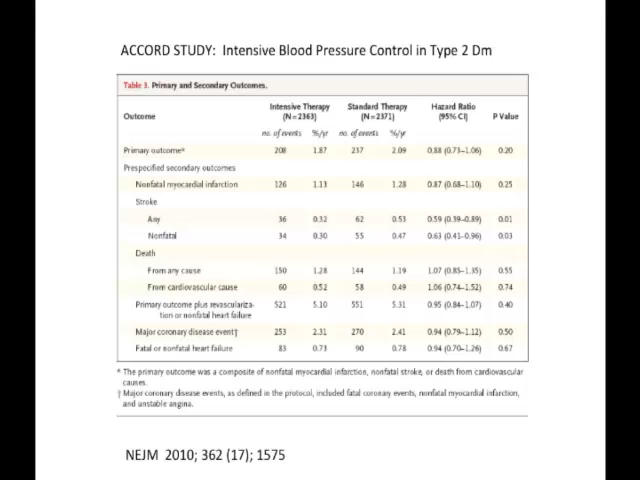 ACCORD STUDY: Intensive Blood Pressure Control in Type 2 Dm
Table 3. Primary and Secondary Outcomes.
Outcome Intensive Therapy (N=2363) Standard Therapy (N=2371) Hazard Ratio (95% CI) P Value
no. of events %/yr no. of events %/yr
Primary outcome* 208 1.87 237 2.09 0.88 (0.73–1.06) 0.20
Prespecified secondary outcomes
Nonfatal myocardial infarction 126 1.13 146 1.28 0.87 (0.68–1.10) 0.25
Stroke
Any 36 0.32 62 0.53 0.59 (0.39–0.89) 0.01
Nonfatal 34 0.30 55 0.47 0.63 (0.41–0.96) 0.03
Death
From any cause 150 1.28 144 1.19 1.07 (0.85–1.35) 0.55
From cardiovascular cause 60 0.52 58 0.49 1.06 (0.74–1.52) 0.74
Primary outcome plus revasculariza- 521 5.10 551 5.31 0.95 (0.84–1.07) 0.40
tion or nonfatal heart failure
Major coronary disease event† 253 2.31 270 2.41 0.94 (0.79–1.12) 0.50
Fatal or nonfatal heart failure 83 0.73 90 0.78 0.94 (0.70–1.26) 0.67
* The primary outcome was a composite of nonfatal myocardial infarction, nonfatal stroke, or death from cardiovascular
causes.
† Major coronary disease events, as defined in the protocol, included fatal coronary events, nonfatal myocardial infarction,
and unstable angina.
NEJM 2010; 362 (17); 1575